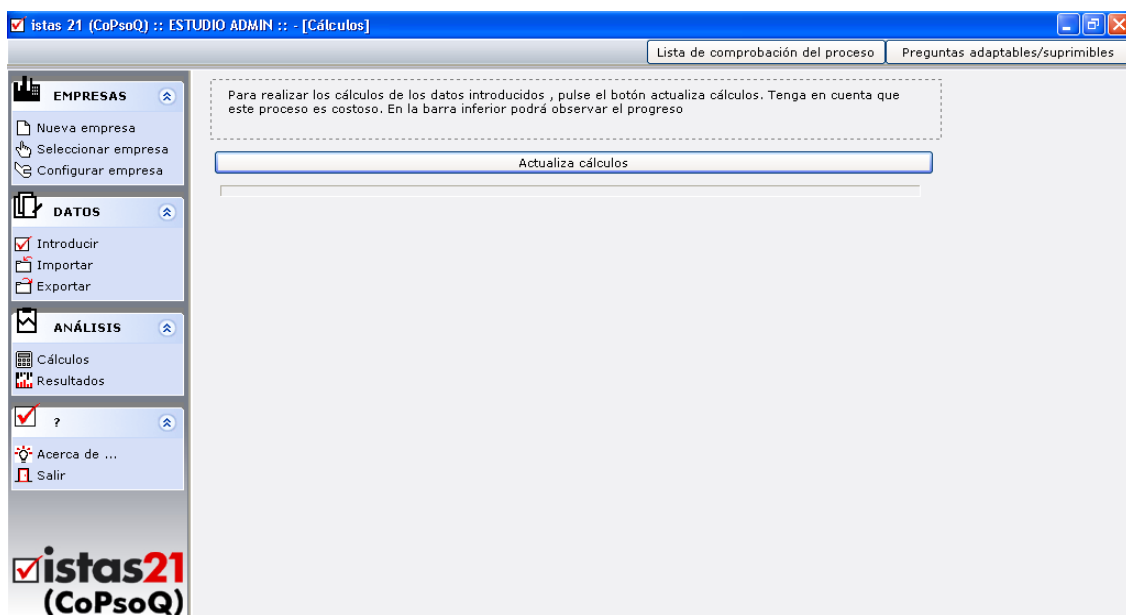 istas 21 (CoPsoQ) :: ESTUDIO ADMIN :: - [Cálculos]
Lista de comprobación del proceso
Preguntas adaptables/suprimibles
EMPRESAS
Nueva empresa
Seleccionar empresa
Configurar empresa
DATOS
Introducir
Importar
Exportar
ANÁLISIS
Cálculos
Resultados
?
Acerca de ...
Salir
istas21
(CoPsoQ)
Para realizar los cálculos de los datos introducidos , pulse el botón actualiza cálculos. Tenga en cuenta que
este proceso es costoso. En la barra inferior podrá observar el progreso
Actualiza cálculos